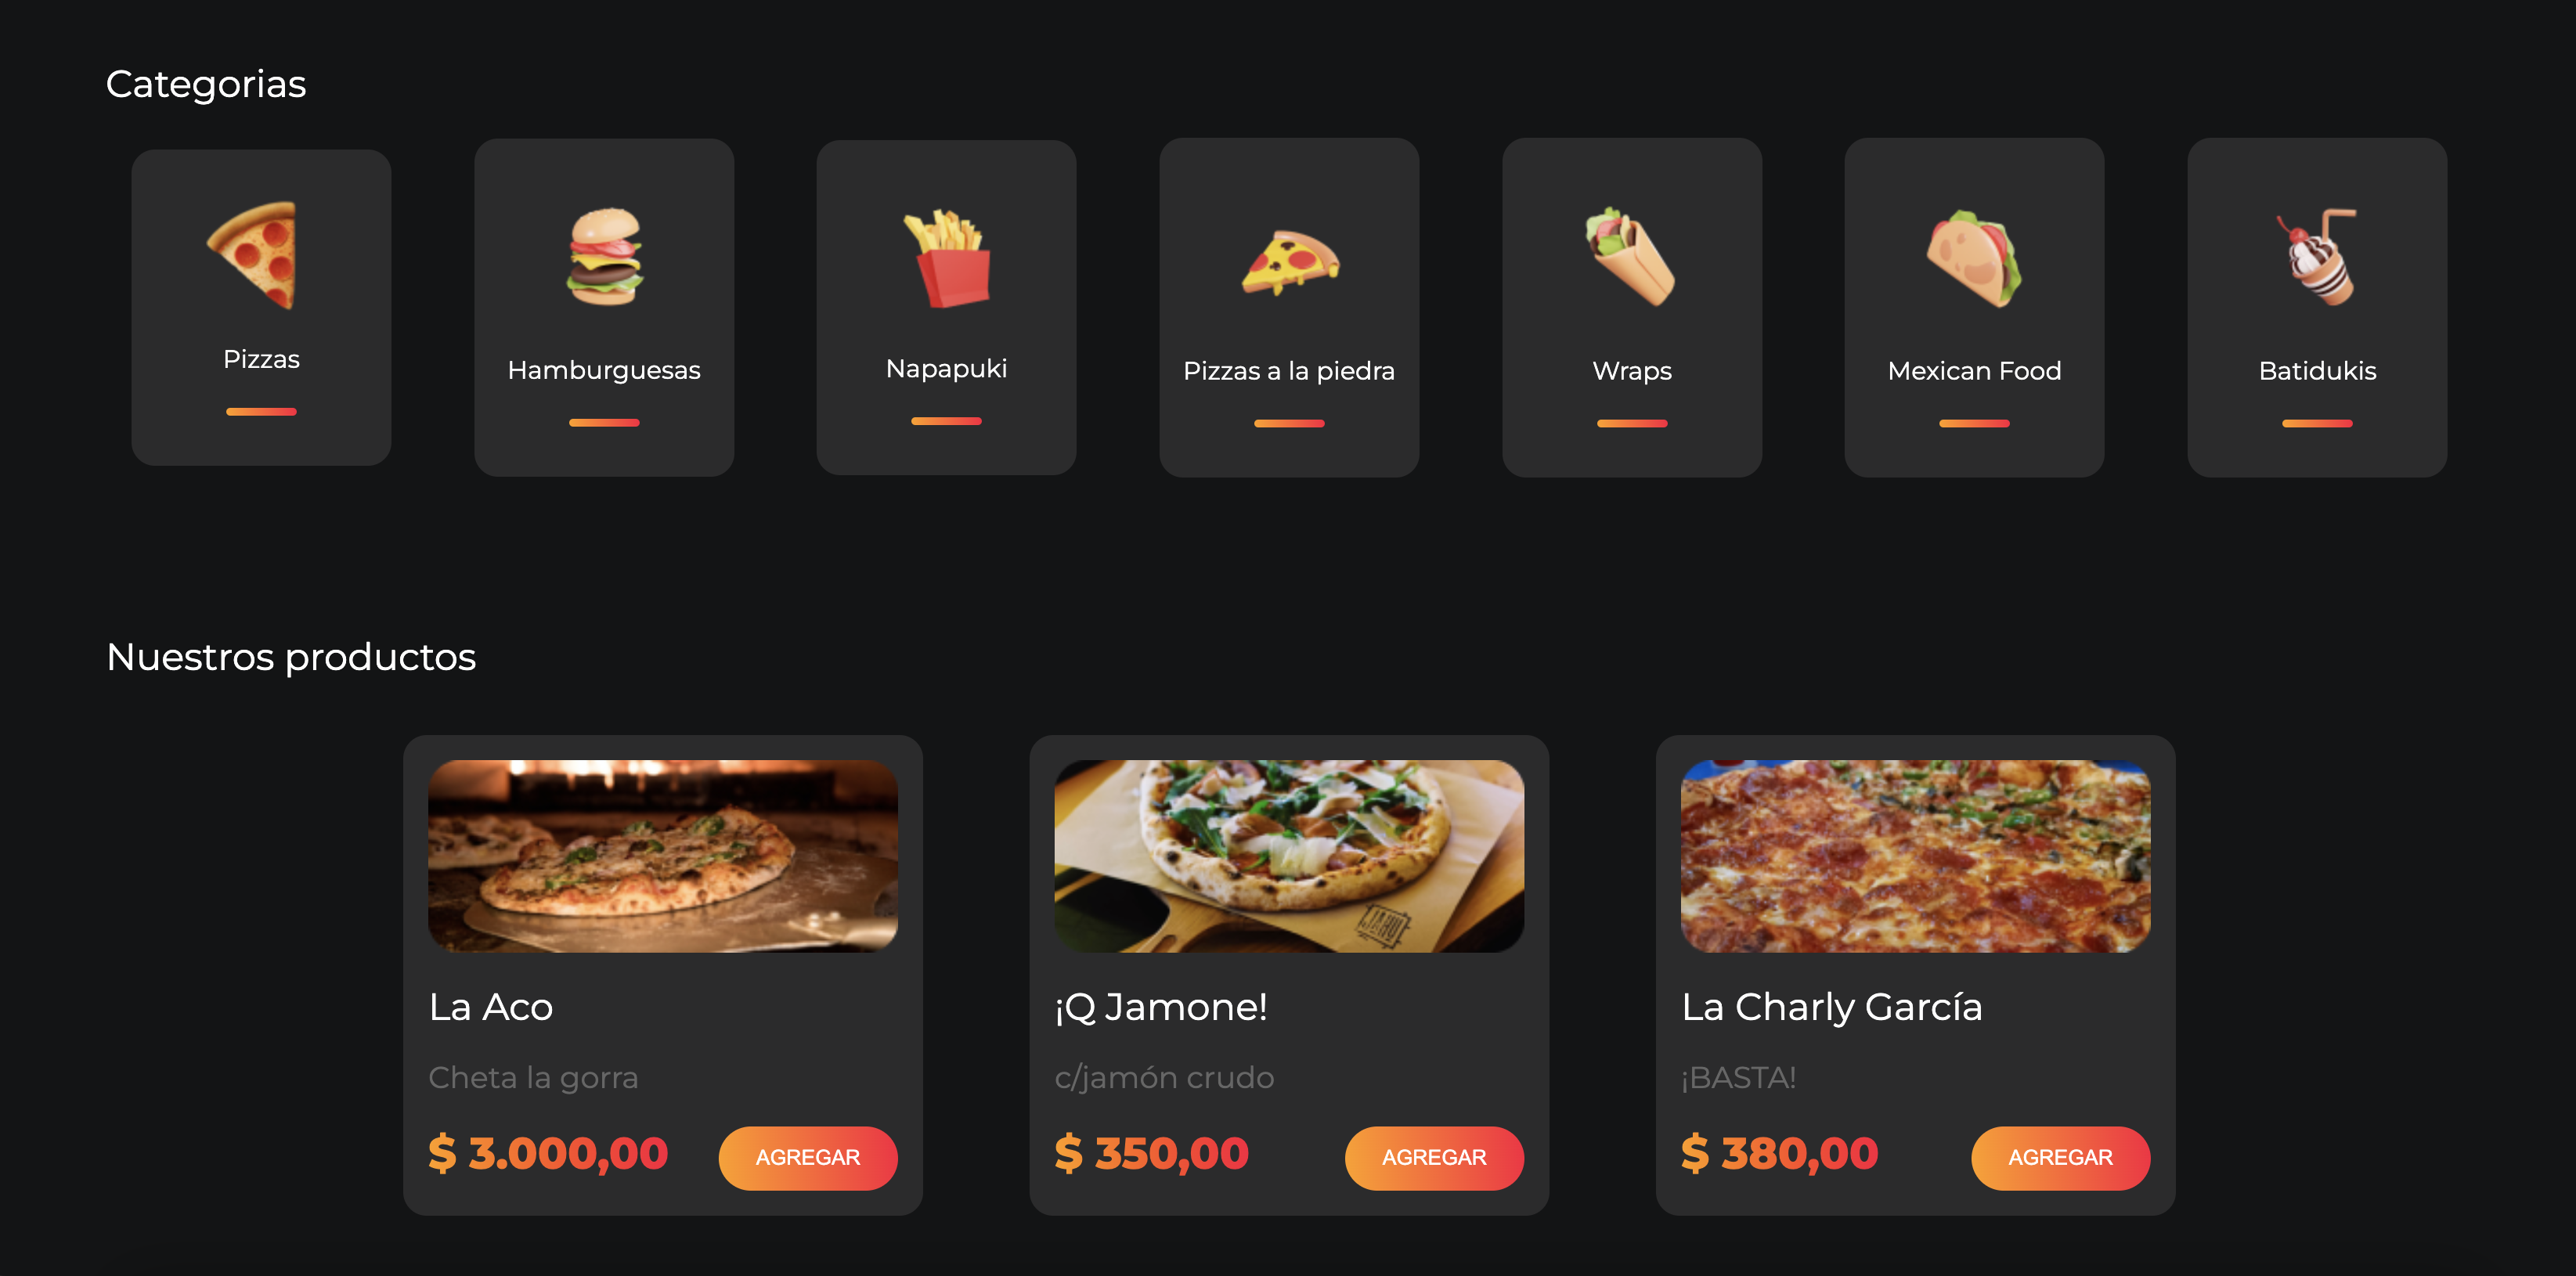 Categorias
Pizzas
Hamburguesas
Napapuki
Pizzas a la piedra
Wraps
Mexican Food
Batidukis
Nuestros productos
La Aco
Cheta la gorra
$ 3.000,00 AGREGAR
¡Q Jamone!
c/jamón crudo
$ 350,00 AGREGAR
La Charly García
¡BASTA!
$ 380,00 AGREGAR